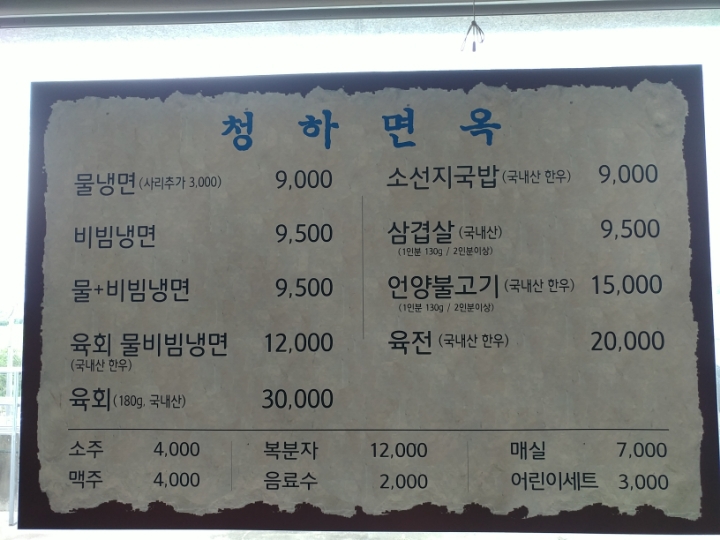 청하면옥
물냉면(사리추가 3,000) 9,000
비빔냉면 9,500
물+비빔냉면 9,500
육회 물비빔냉면 12,000
(국내산 한우)
육회(180g. 국내산) 30,000
소선지국밥(국내산 한우) 9,000
삼겹살(국내산) 9,500
(1인분 130g / 2인분이상)
언양불고기(국내산 한우) 15,000
(1인분 130g / 2인분이상)
육전(국내산 한우) 20,000
소주 4,000 복분자 12,000 매실 7,000
맥주 4,000 음료수 2,000 어린이세트 3,000